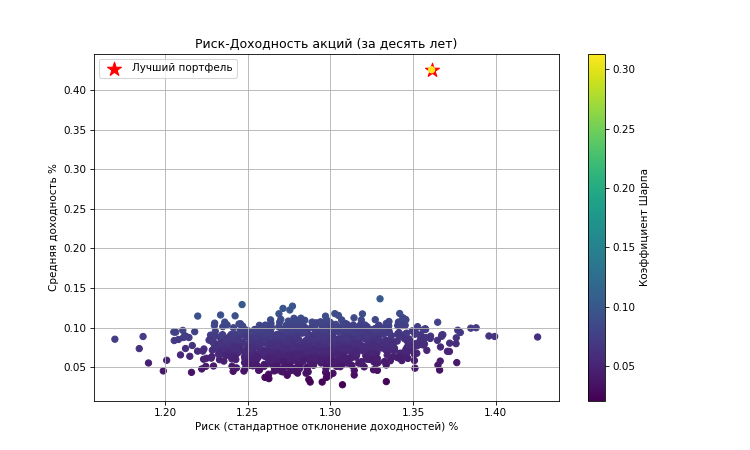 Риск-Доходность акций (за десять лет)
Лучший портфель
Средняя доходность %
0.40
0.35
0.30
0.25
0.20
0.15
0.10
0.05
1.20 1.25 1.30 1.35 1.40
Риск (стандартное отклонение доходностей) %
0.30
0.25
0.20
0.15
0.10
0.05
Коэффициент Шарпа